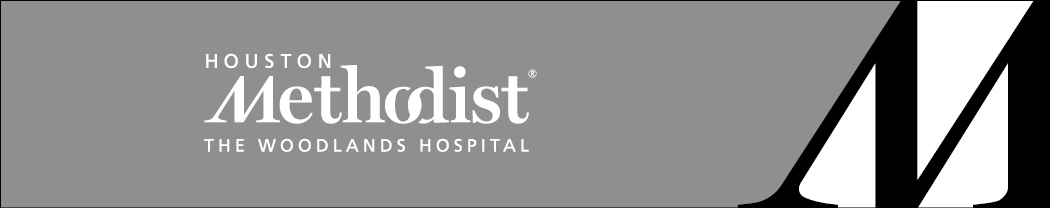 HOUSTON
Methodist®
THE WOODLANDS HOSPITAL
M